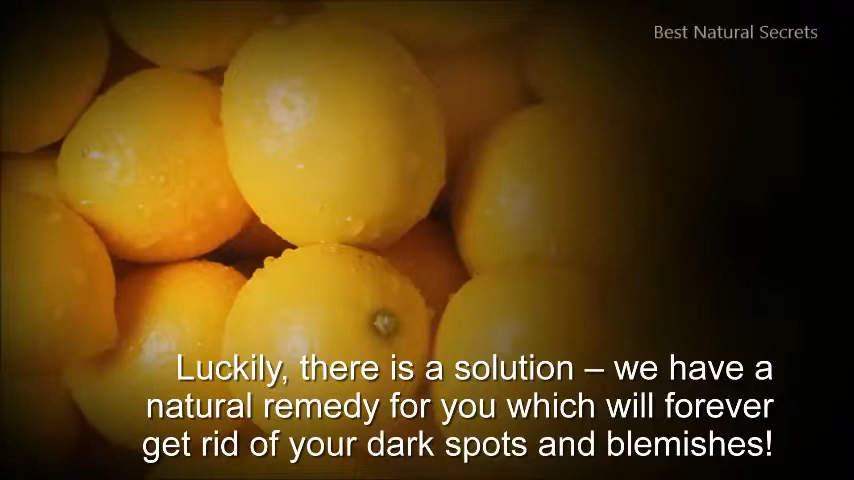 Best Natural Secrets
Luckily, there is a solution – we have a
natural remedy for you which will forever
get rid of your dark spots and blemishes!